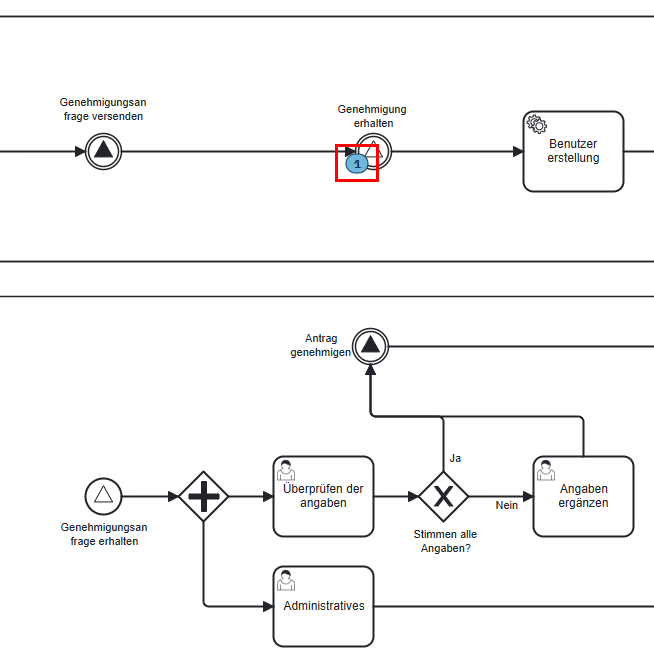 Genehmigungsan
frage versenden
Genehmigung
erhalten
1
Benutzer
erstellung
Antrag
genehmigen
Ja
Überprüfen der
angaben
Angaben
ergänzen
Nein
Genehmigungsan
frage erhalten
Stimmen alle
Angaben?
Administratives